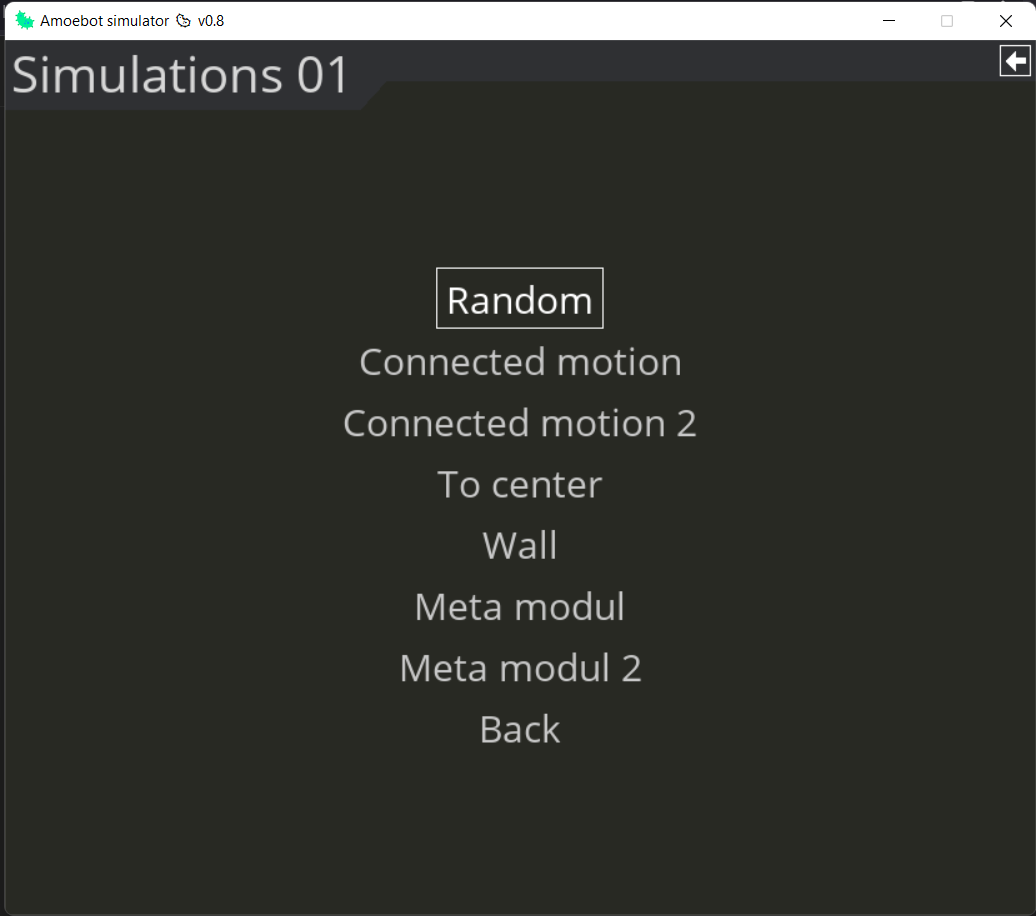 Amoebot simulator v0.8
Simulations 01
Random
Connected motion
Connected motion 2
To center
Wall
Meta modul
Meta modul 2
Back